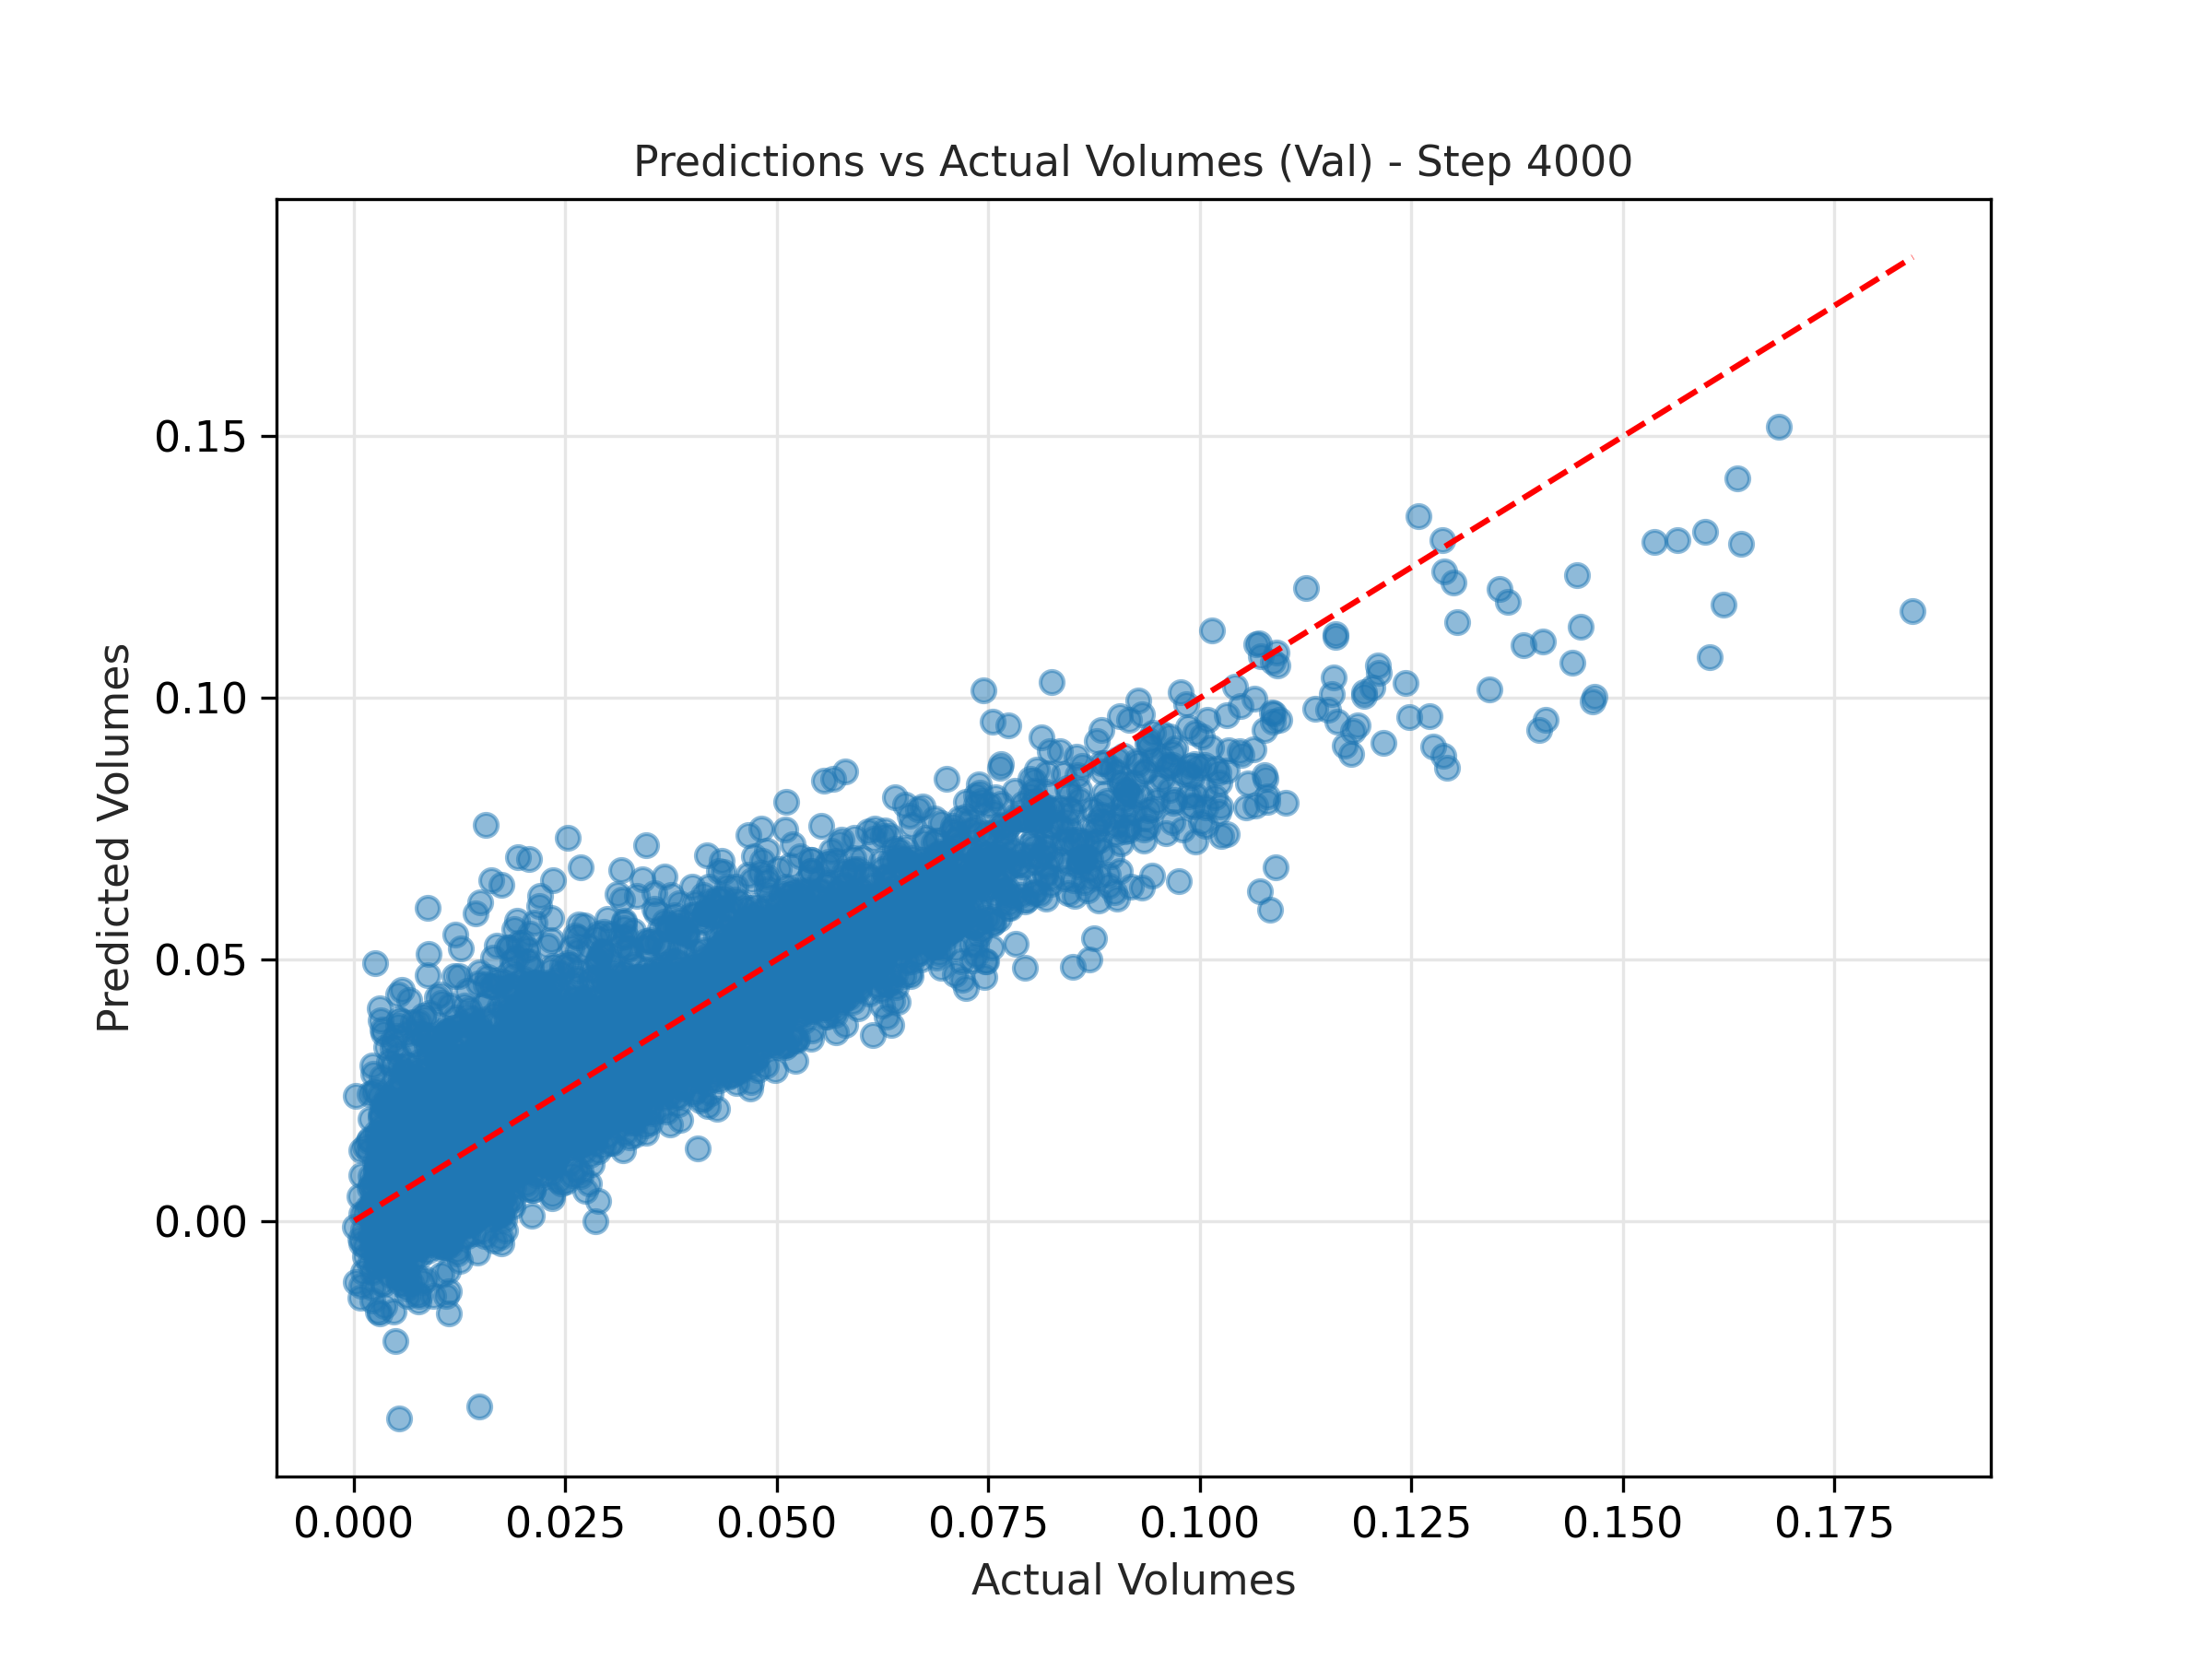 Predictions vs Actual Volumes (Val) - Step 4000
Predicted Volumes
0.15
0.10
0.05
0.00
0.000 0.025 0.050 0.075 0.100 0.125 0.150 0.175
Actual Volumes